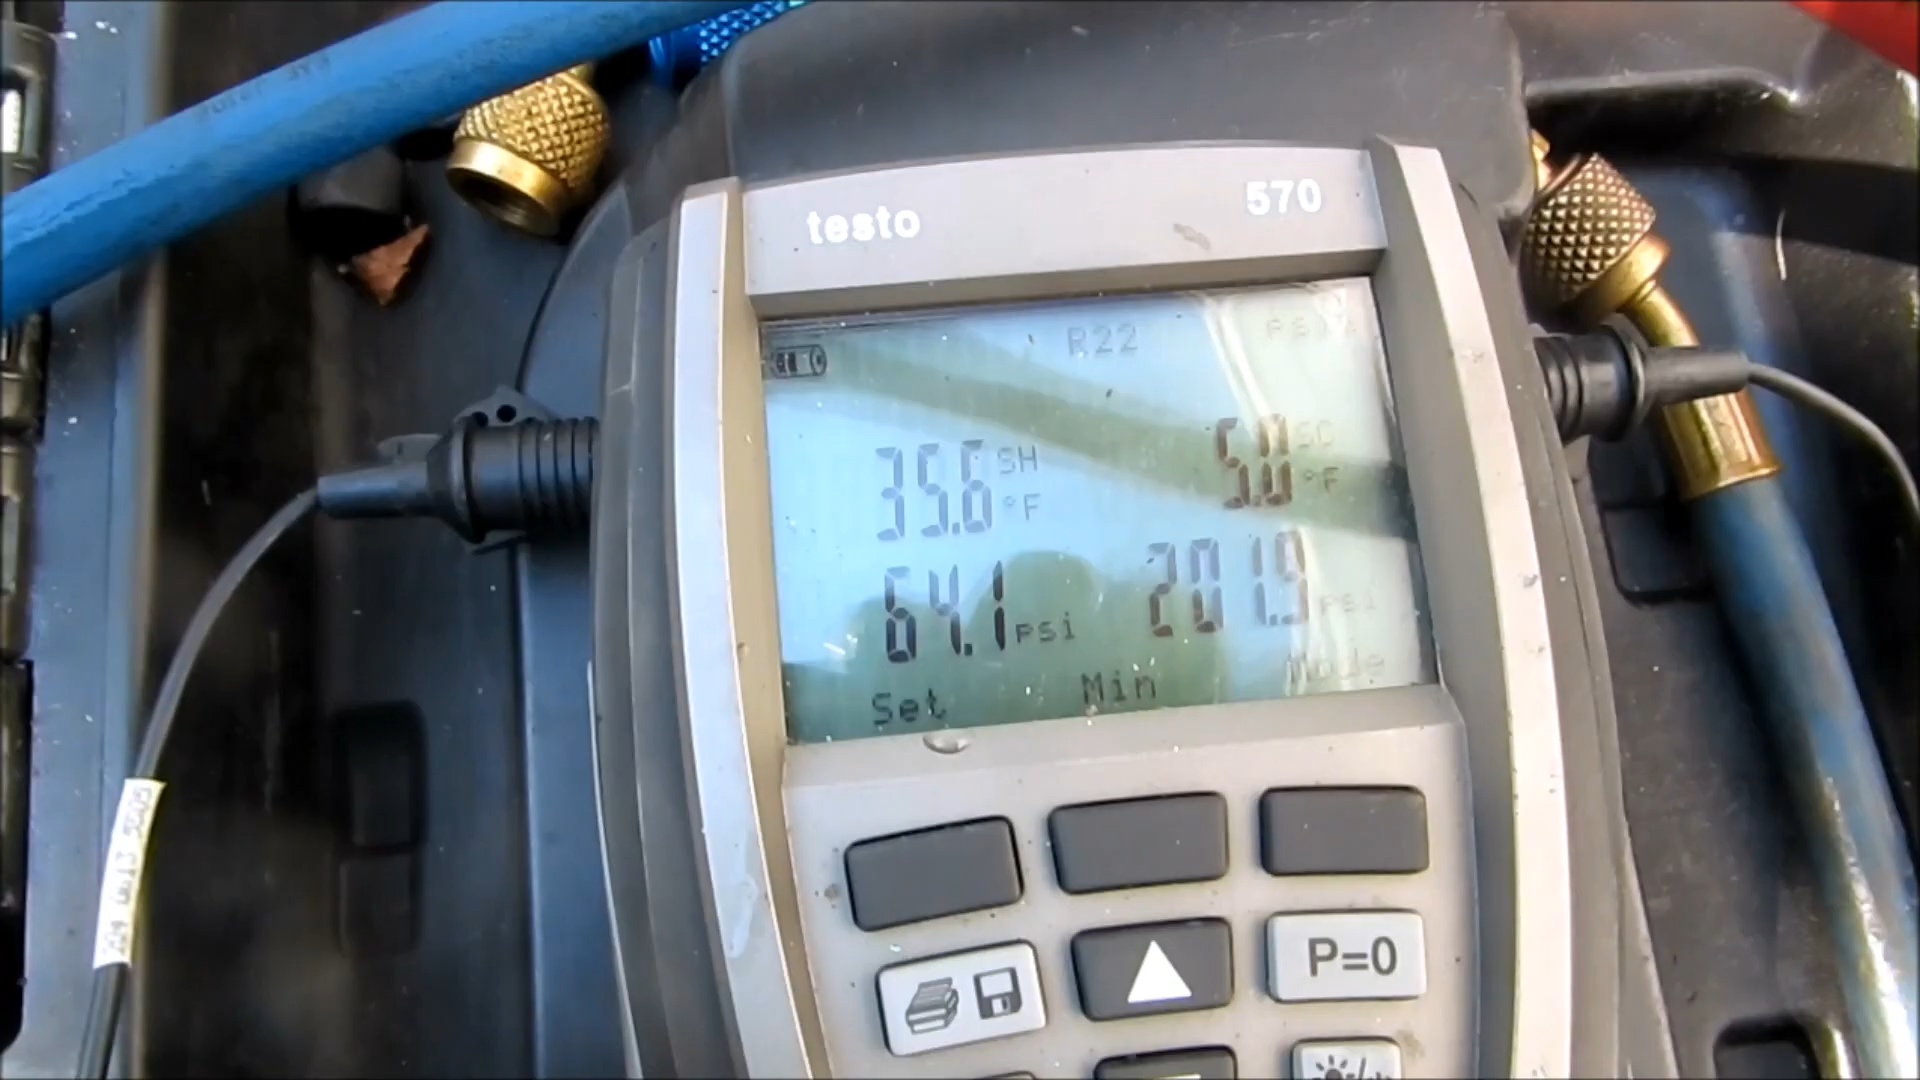 testo 570
R22
35.6 SH °F 5.0 SC °F
64.1 psi 201.9 psi
Set Min Mode
P=0